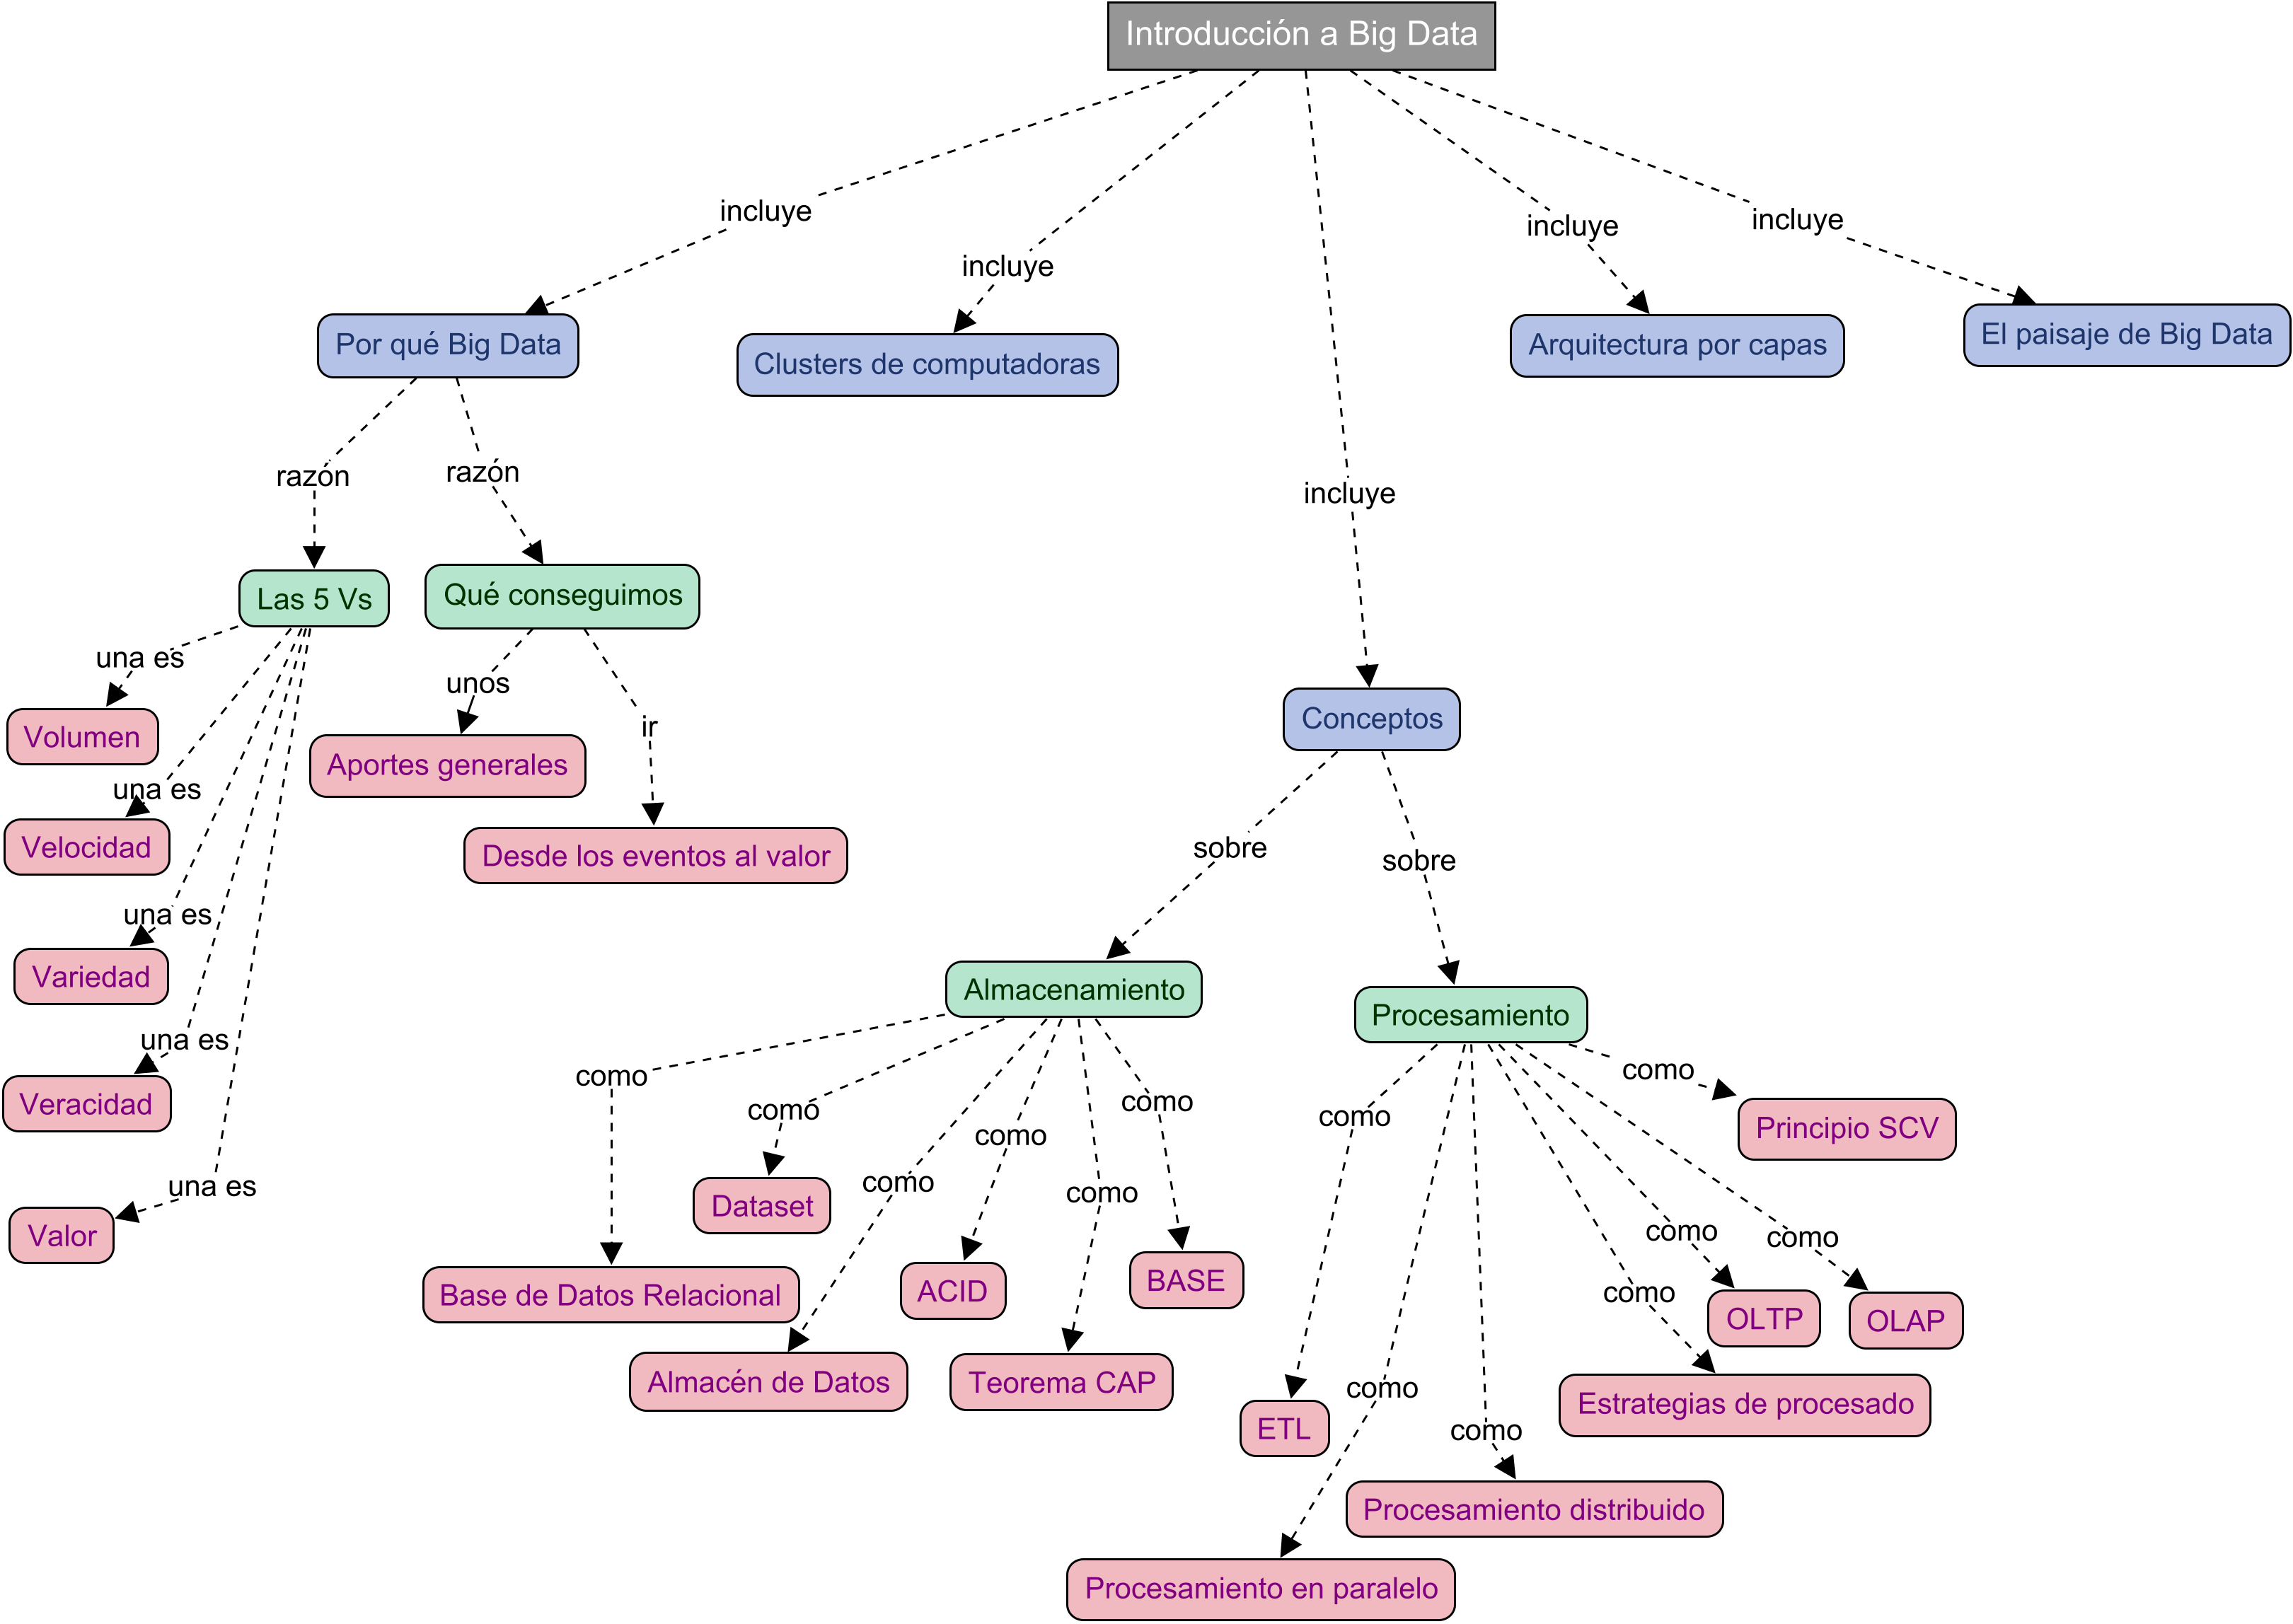 Introducción a Big Data
incluye
incluye
incluye
incluye
incluye
Por qué Big Data
Clusters de computadoras
Arquitectura por capas
El paisaje de Big Data
razón
razón
Las 5 Vs
Qué conseguimos
una es
Volumen
una es
Velocidad
una es
Variedad
una es
Veracidad
una es
Valor
unos
Aportes generales
ir
Desde los eventos al valor
Conceptos
sobre
sobre
Almacenamiento
Procesamiento
como
Base de Datos Relacional
como
Dataset
como
Almacén de Datos
como
ACID
como
Teorema CAP
como
BASE
como
ETL
como
Procesamiento en paralelo
como
Procesamiento distribuido
como
Estrategias de procesado
como
OLTP
como
OLAP
como
Principio SCV